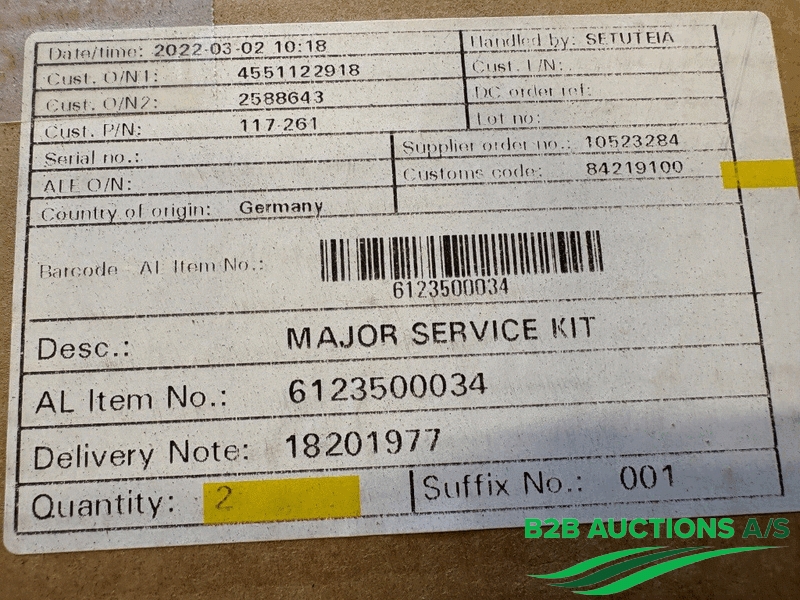 Date/time: 2022-03-02 10:18 Handled by: SETUTEIA
Cust. O/N1: 4551122918 Cust. L/N:
Cust. O/N2: 2588643 DC order ref:
Cust. P/N: 117-261 Lot no:
Serial no.: Supplier order no.: 10523284
ALE O/N: Customs code: 84219100
Country of origin: Germany
Barcode - AL Item No.:
6123500034
Desc.: MAJOR SERVICE KIT
AL Item No.: 6123500034
Delivery Note: 18201977
Quantity: 2 Suffix No.: 001
B2B AUCTIONS A/S